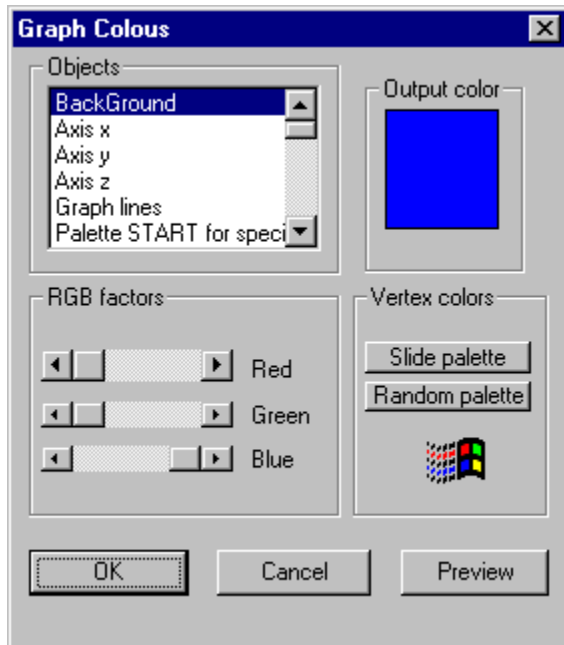 Graph Colous
Objects
BackGround
Axis x
Axis y
Axis z
Graph lines
Palette START for speci
Output color
RGB factors
Red
Green
Blue
Vertex colors
Slide palette
Random palette
OK
Cancel
Preview